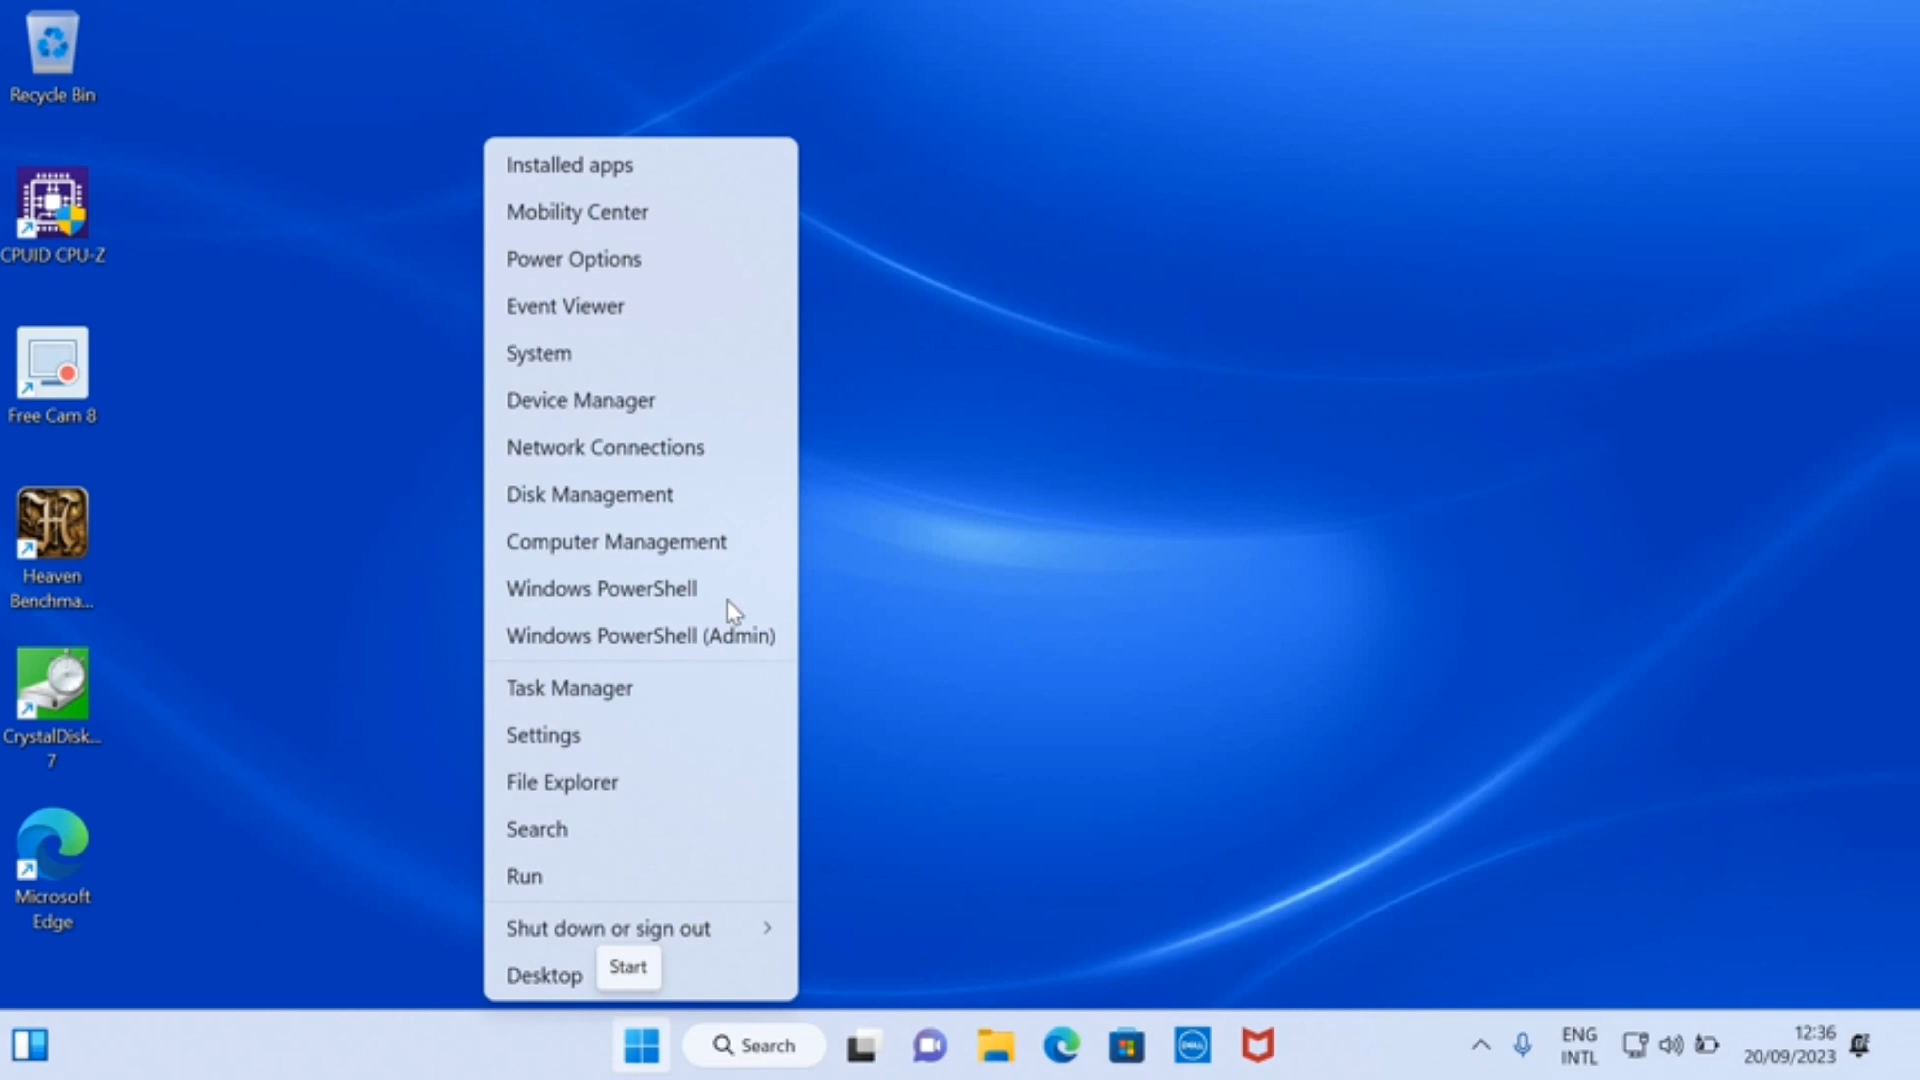 Recycle Bin
CPUID CPU-Z
Free Cam 8
Heaven
Benchma...
CrystalDisk...
7
Microsoft
Edge
Installed apps
Mobility Center
Power Options
Event Viewer
System
Device Manager
Network Connections
Disk Management
Computer Management
Windows PowerShell
Windows PowerShell (Admin)
Task Manager
Settings
File Explorer
Search
Run
Shut down or sign out
Desktop
Start
Search
DELL
ENG
INTL
12:36
20/09/2023